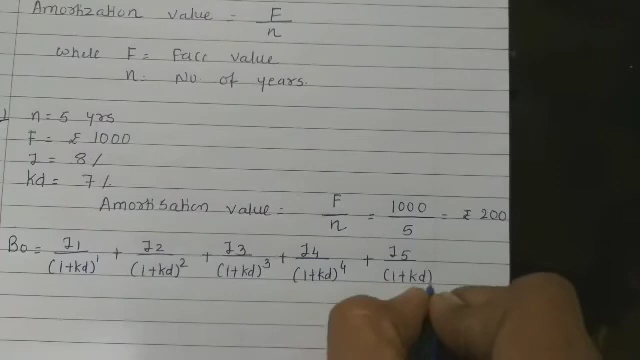 Amortization value = F/n
where F = Face value
n = No. of years.
n = 5 yrs
F = ₹ 1000
I = 8 %
Kd = 7 %
Amortisation value = F/n = 1000/5 = ₹ 200
B0 = I1/(1+kd)^1 + I2/(1+kd)^2 + I3/(1+kd)^3 + I4/(1+kd)^4 + I5/(1+kd)